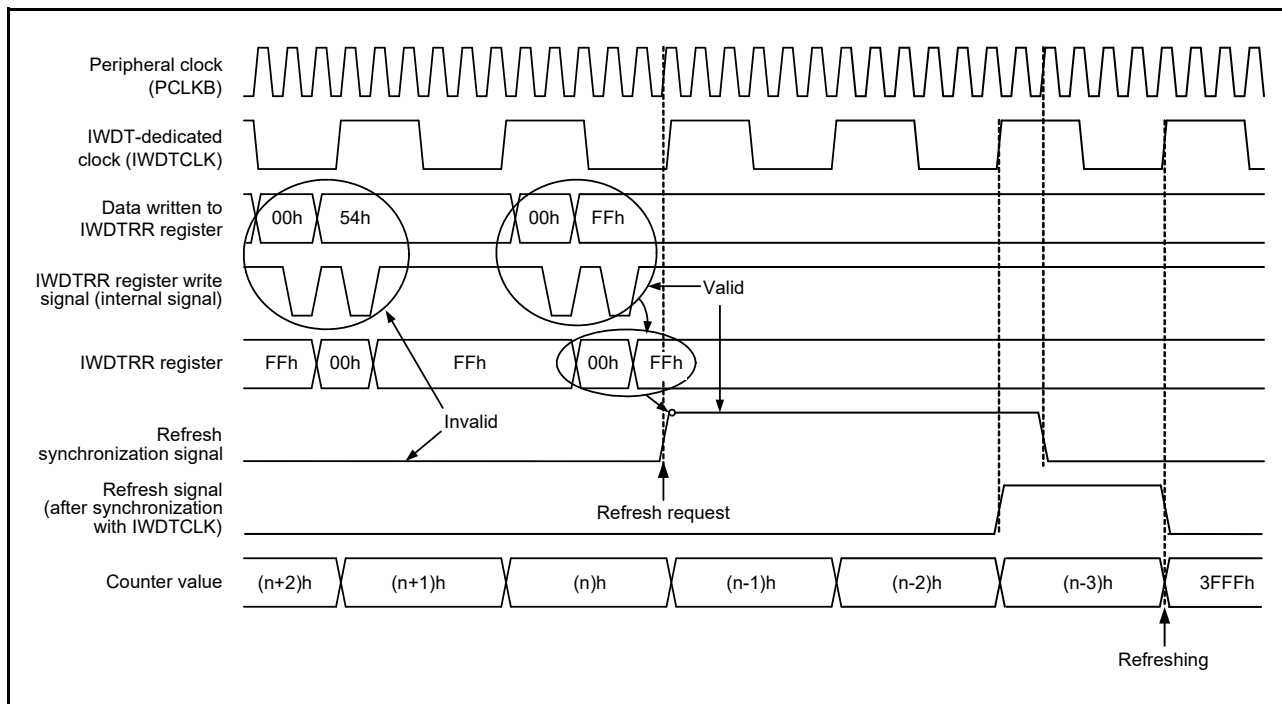 Peripheral clock
(PCLKB)
IWDT-dedicated
clock (IWDTCLK)
Data written to
IWDTRR register
00h
54h
00h
FFh
IWDTRR register write
signal (internal signal)
Valid
IWDTRR register
FFh
00h
FFh
00h
FFh
Invalid
Refresh
synchronization signal
Refresh request
Refresh signal
(after synchronization
with IWDTCLK)
Counter value
(n+2)h
(n+1)h
(n)h
(n-1)h
(n-2)h
(n-3)h
3FFFh
Refreshing